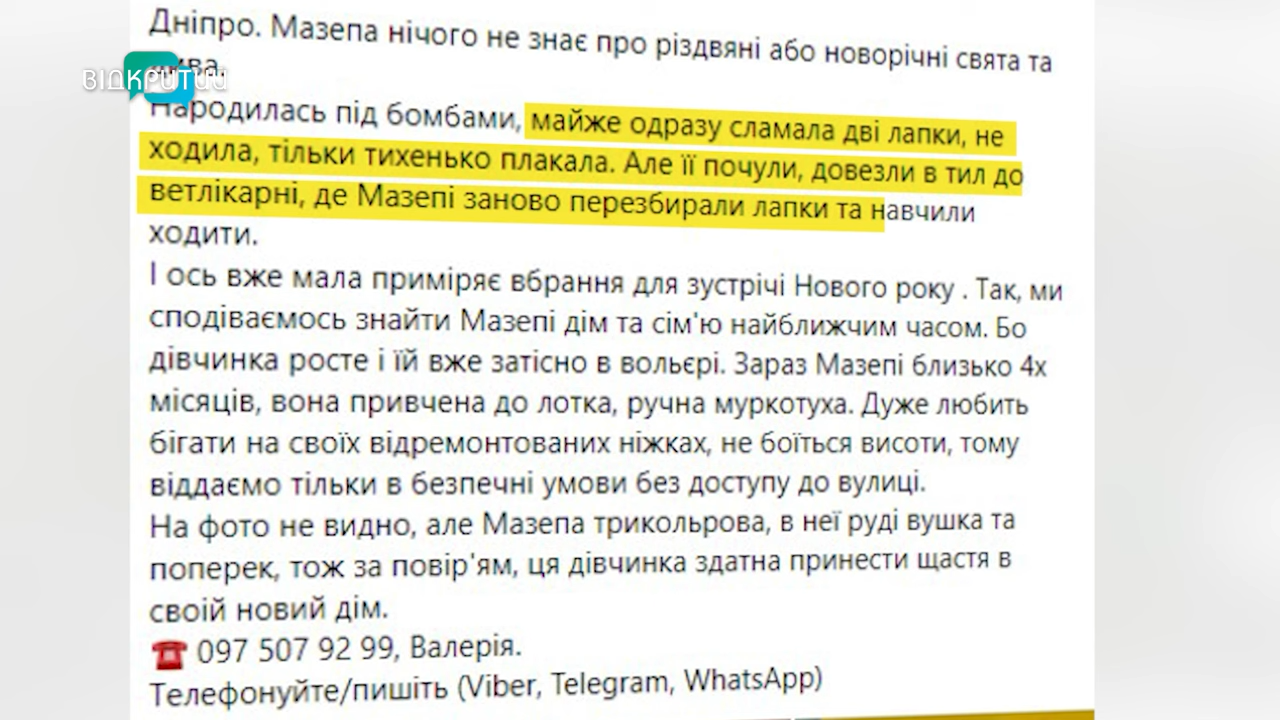 Дніпро. Мазепа нічого не знає про різдвяні або новорічні свята та
ВІДКРИТИЙ
Народилась під бомбами, майже одразу сламала дві лапки, не
ходила, тільки тихенько плакала. Але її почули, довезли в тил до
ветлікарні, де Мазепі заново перезбирали лапки та навчили
ходити.
І ось вже мала приміряє вбрання для зустрічі Нового року . Так, ми
сподіваємось знайти Мазепі дім та сім'ю найближчим часом. Бо
дівчинка росте і їй вже затісно в вольєрі. Зараз Мазепі близько 4х
місяців, вона привчена до лотка, ручна муркотуха. Дуже любить
бігати на своїх відремонтованих ніжках, не боїться висоти, тому
віддаємо тільки в безпечні умови без доступу до вулиці.
На фото не видно, але Мазепа трикольрова, в неї руді вушка та
поперек, тож за повір'ям, ця дівчинка здатна принести щастя в
своїй новий дім.
☎ 097 507 92 99, Валерія.
Телефонуйте/пишіть (Viber, Telegram, WhatsApp)